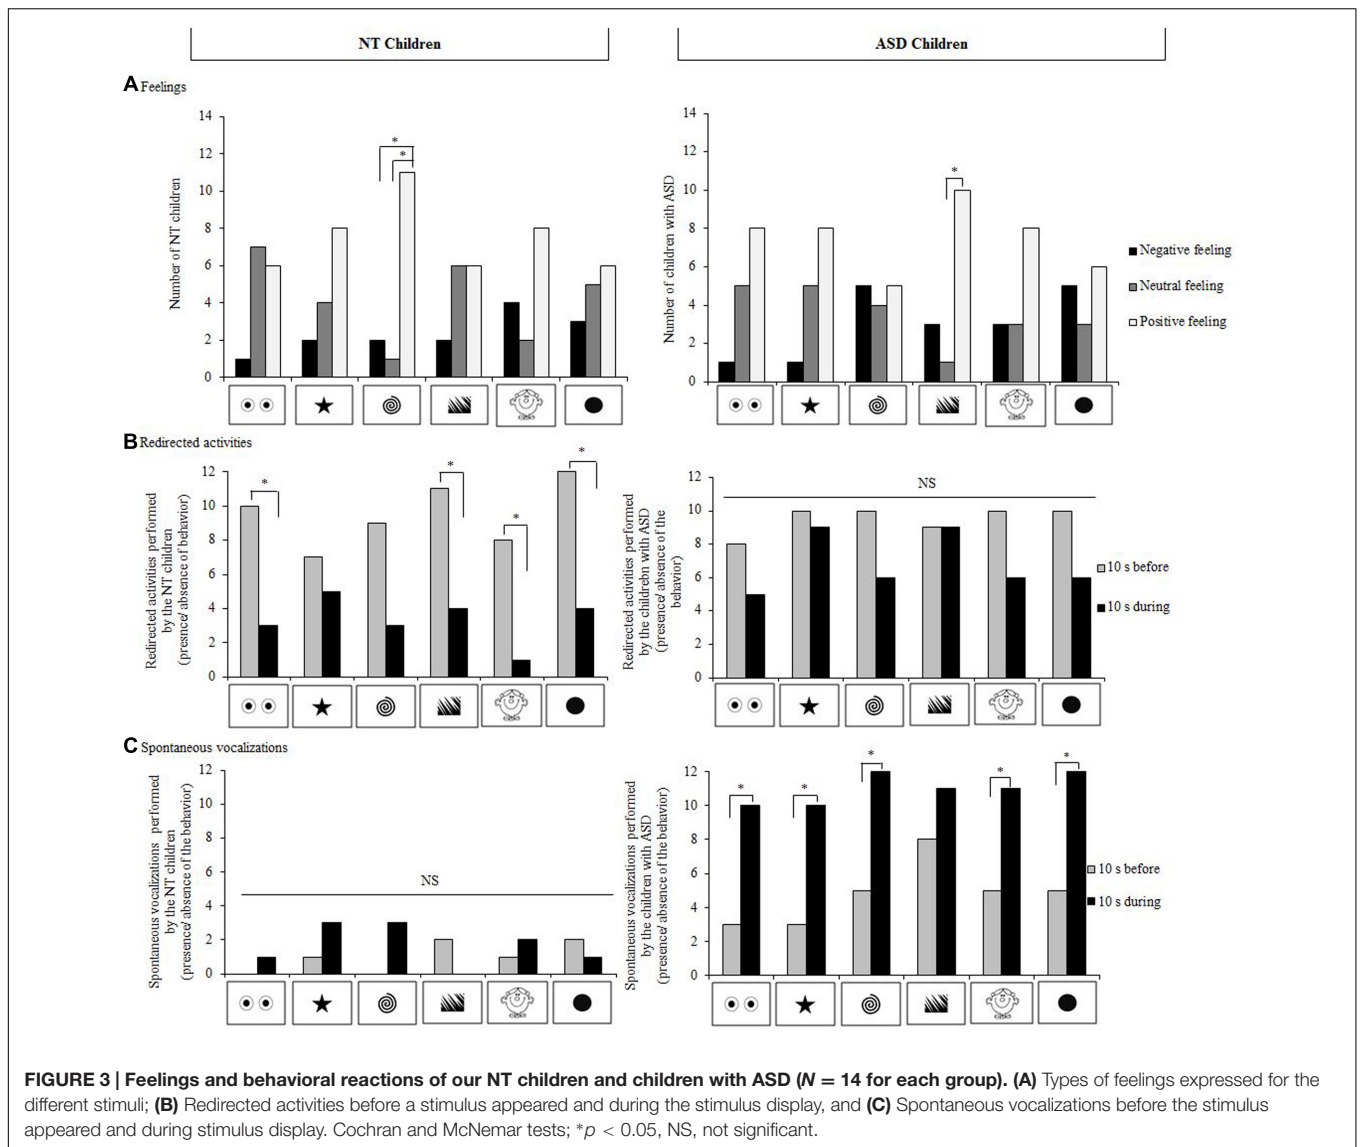 NT Children
ASD Children
A Feelings
14
12
10
8
6
4
2
0
Number of NT children
*
*
14
12
10
8
6
4
2
0
Number of children with ASD
*
Negative feeling
Neutral feeling
Positive feeling
B Redirected activities
12
10
8
6
4
2
0
Redirected activities performed
by the NT children
(presnce/ absence of behavior)
*
*
*
*
12
10
8
6
4
2
0
Redirected activities performed
by the childrebn with ASD
(presence/ absence of the
behavior)
NS
10 s before
10 s during
C Spontaneous vocalizations
12
10
8
6
4
2
0
Spontaneous vocalizations performed
by the NT children
(presence/ absence of the behavior)
NS
12
10
8
6
4
2
0
Spontaneous vocalizations performed
by the children with ASD
(presence/ absence of the behavior)
*
*
*
*
*
10 s before
10 s during
FIGURE 3 | Feelings and behavioral reactions of our NT children and children with ASD (N = 14 for each group). (A) Types of feelings expressed for the
different stimuli; (B) Redirected activities before a stimulus appeared and during the stimulus display, and (C) Spontaneous vocalizations before the stimulus
appeared and during stimulus display. Cochran and McNemar tests; *p < 0.05, NS, not significant.